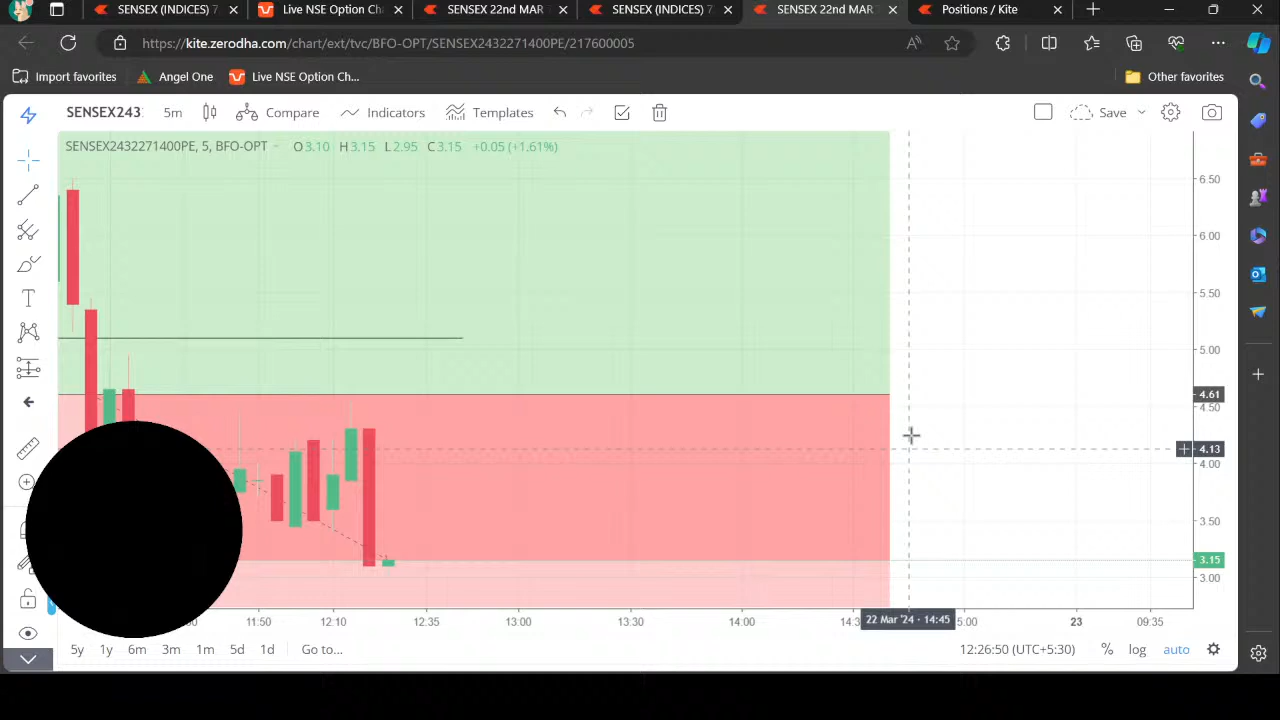 SENSEX (INDICES) 7
Live NSE Option Ch
SENSEX 22nd MAR
SENSEX (INDICES) 7
SENSEX 22nd MAR
Positions / Kite
https://kite.zerodha.com/chart/ext/tvc/BFO-OPT/SENSEX2432271400PE/217600005
Import favorites
Angel One
Live NSE Option Ch...
Other favorites
SENSEX243
5m
Compare
Indicators
Templates
Save
SENSEX2432271400PE, 5, BFO-OPT
O3.10 H3.15 L2.95 C3.15 +0.05 (+1.61%)
6.50
6.00
5.50
5.00
4.61
4.50
4.13
4.00
3.50
3.15
3.00
11:50
12:10
12:35
13:00
13:30
14:00
22 Mar '24 · 14:45
23
09:35
5y
1y
6m
3m
1m
5d
1d
Go to...
12:26:50 (UTC+5:30)
%
log
auto